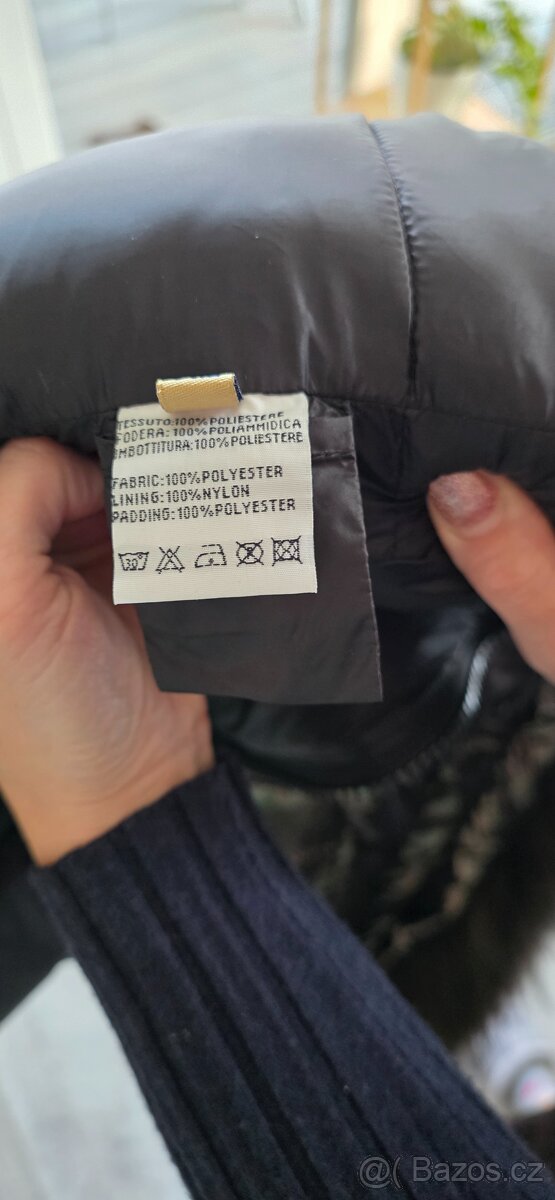 TESSUTO:100%POLIESTERE
FODERA: 100%POLIAMMIDICA
IMBOTTITURA:100%POLIESTERE
FABRIC:100%POLYESTER
LINING:100%NYLON
PADDING:100%POLYESTER
30°
@( Bazos.cz